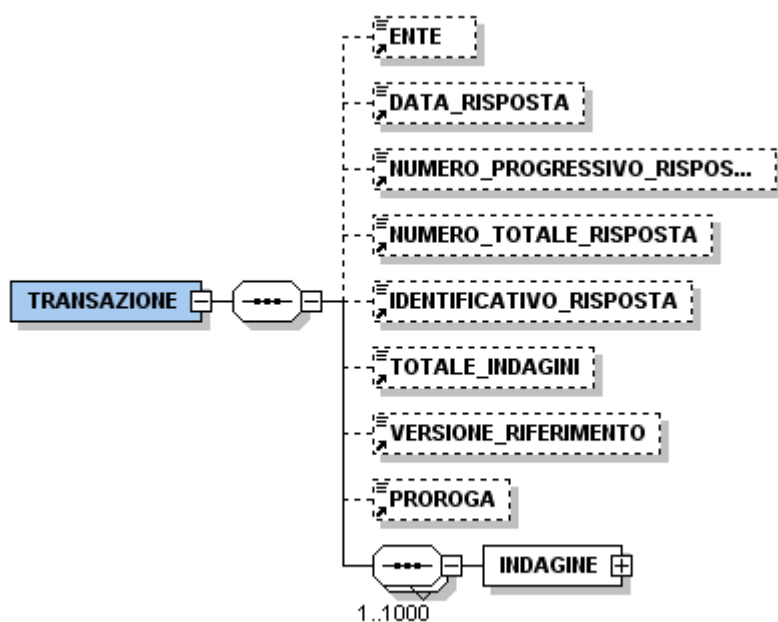 ENTE
DATA_RISPOSTA
NUMERO_PROGRESSIVO_RISPOS...
NUMERO_TOTALE_RISPOSTA
TRANSAZIONE
IDENTIFICATIVO_RISPOSTA
TOTALE_INDAGINI
VERSIONE_RIFERIMENTO
PROROGA
INDAGINE
1..1000